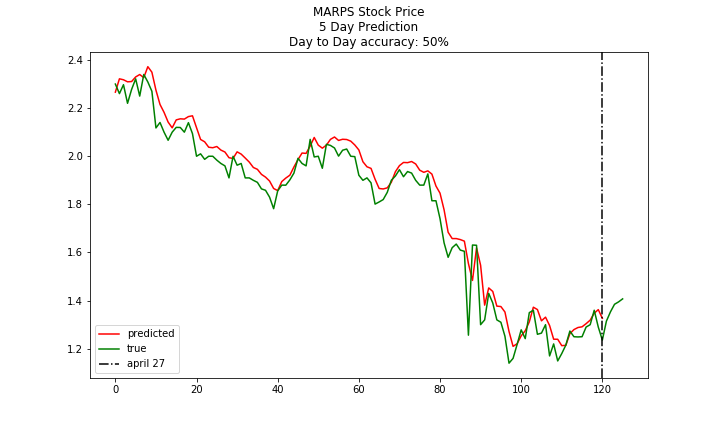 MARPS Stock Price
5 Day Prediction
Day to Day accuracy: 50%
2.4
2.2
2.0
1.8
1.6
1.4
1.2
predicted
true
april 27
0 20 40 60 80 100 120